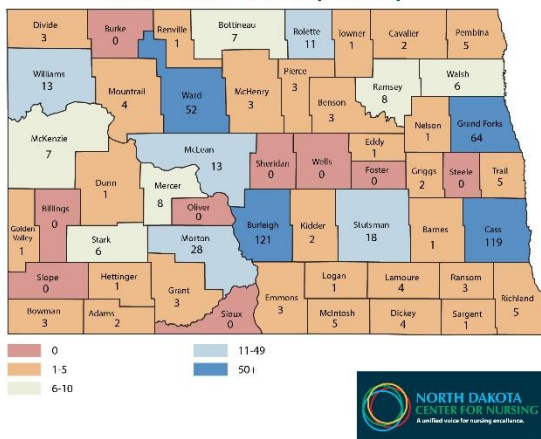 Divide
3
Burke
0
Renville
1
Bottineau
7
Rolette
11
Towner
1
Cavalier
2
Pembina
5
Williams
13
Mountrail
4
Ward
52
McHenry
3
Pierce
3
Benson
3
Ramsey
8
Walsh
6
Nelson
1
Grand Forks
64
McKenzie
7
McLean
13
Sheridan
0
Wells
0
Eddy
1
Foster
0
Griggs
2
Steele
0
Trail
5
Dunn
1
Mercer
8
Oliver
0
Billings
0
Golden
Valley
1
Stark
6
Morton
28
Burleigh
121
Kidder
2
Stutsman
18
Barnes
1
Cass
119
Slope
0
Hettinger
1
Grant
3
Sioux
0
Emmons
3
Logan
1
Lamoure
4
Ransom
3
Richland
5
Bowman
3
Adams
2
McIntosh
5
Dickey
4
Sargent
1
0
1-5
6-10
11-49
50+
NORTH DAKOTA
CENTER FOR NURSING
A unified voice for nursing excellence.